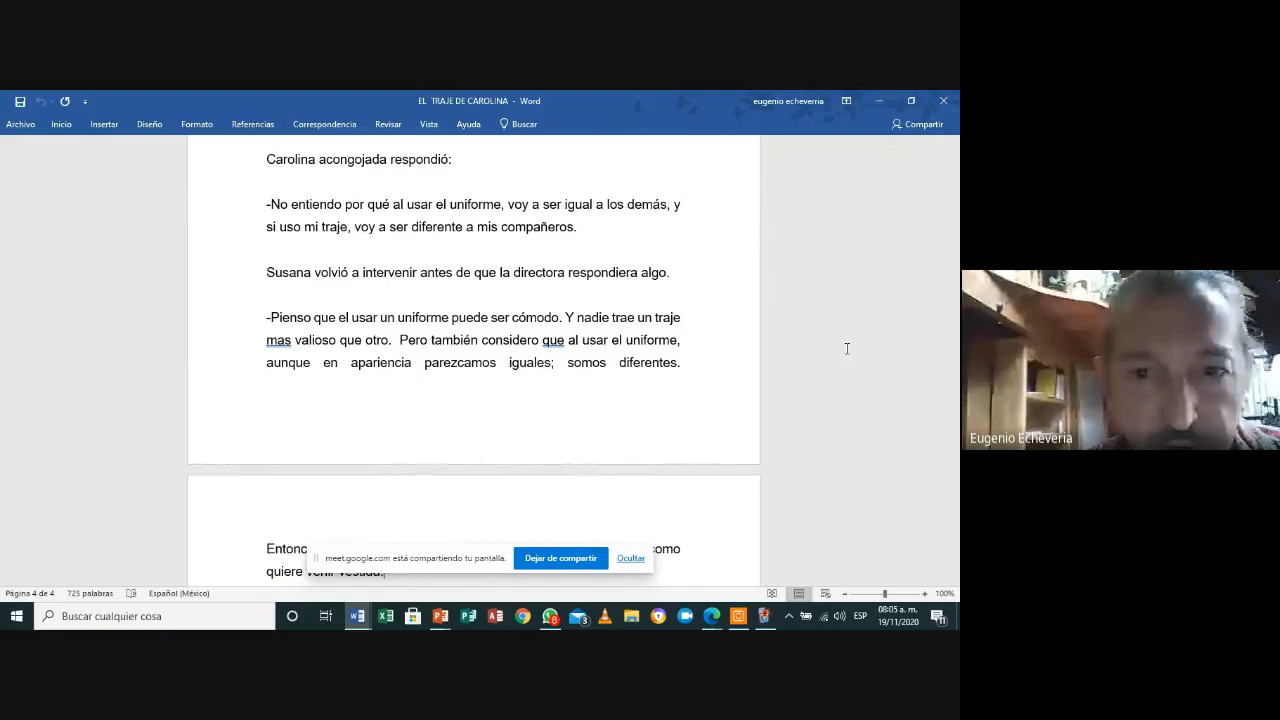 EL TRAJE DE CAROLINA - Word
eugenio echeverria
Archivo Inicio Insertar Diseño Formato Referencias Correspondencia Revisar Vista Ayuda Buscar Compartir
Carolina acongojada respondió:
-No entiendo por qué al usar el uniforme, voy a ser igual a los demás, y
si uso mi traje, voy a ser diferente a mis compañeros.
Susana volvió a intervenir antes de que la directora respondiera algo.
-Pienso que el usar un uniforme puede ser cómodo. Y nadie trae un traje
mas valioso que otro. Pero también considero que al usar el uniforme,
aunque en apariencia parezcamos iguales; somos diferentes.
Eugenio Echeveria
Entonc como
meet.google.com está compartiendo tu pantalla. Dejar de compartir Ocultar
quiere venir vestida.
Página 4 de 4 725 palabras Español (México) 100%
Buscar cualquier cosa
8
3
ESP
08:05 a. m.
19/11/2020
11